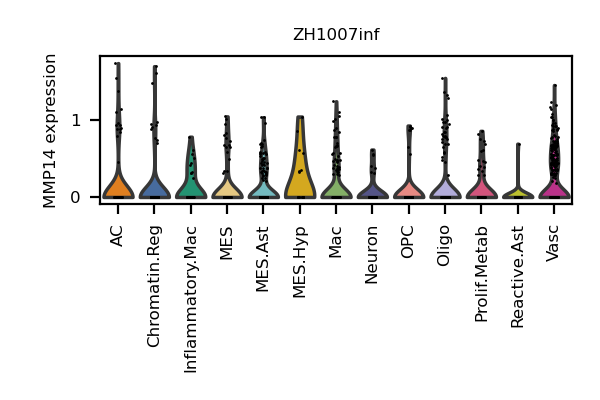 ZH1007inf
MMP14 expression
1
0
AC
Chromatin.Reg
Inflammatory.Mac
MES
MES.Ast
MES.Hyp
Mac
Neuron
OPC
Oligo
Prolif.Metab
Reactive.Ast
Vasc